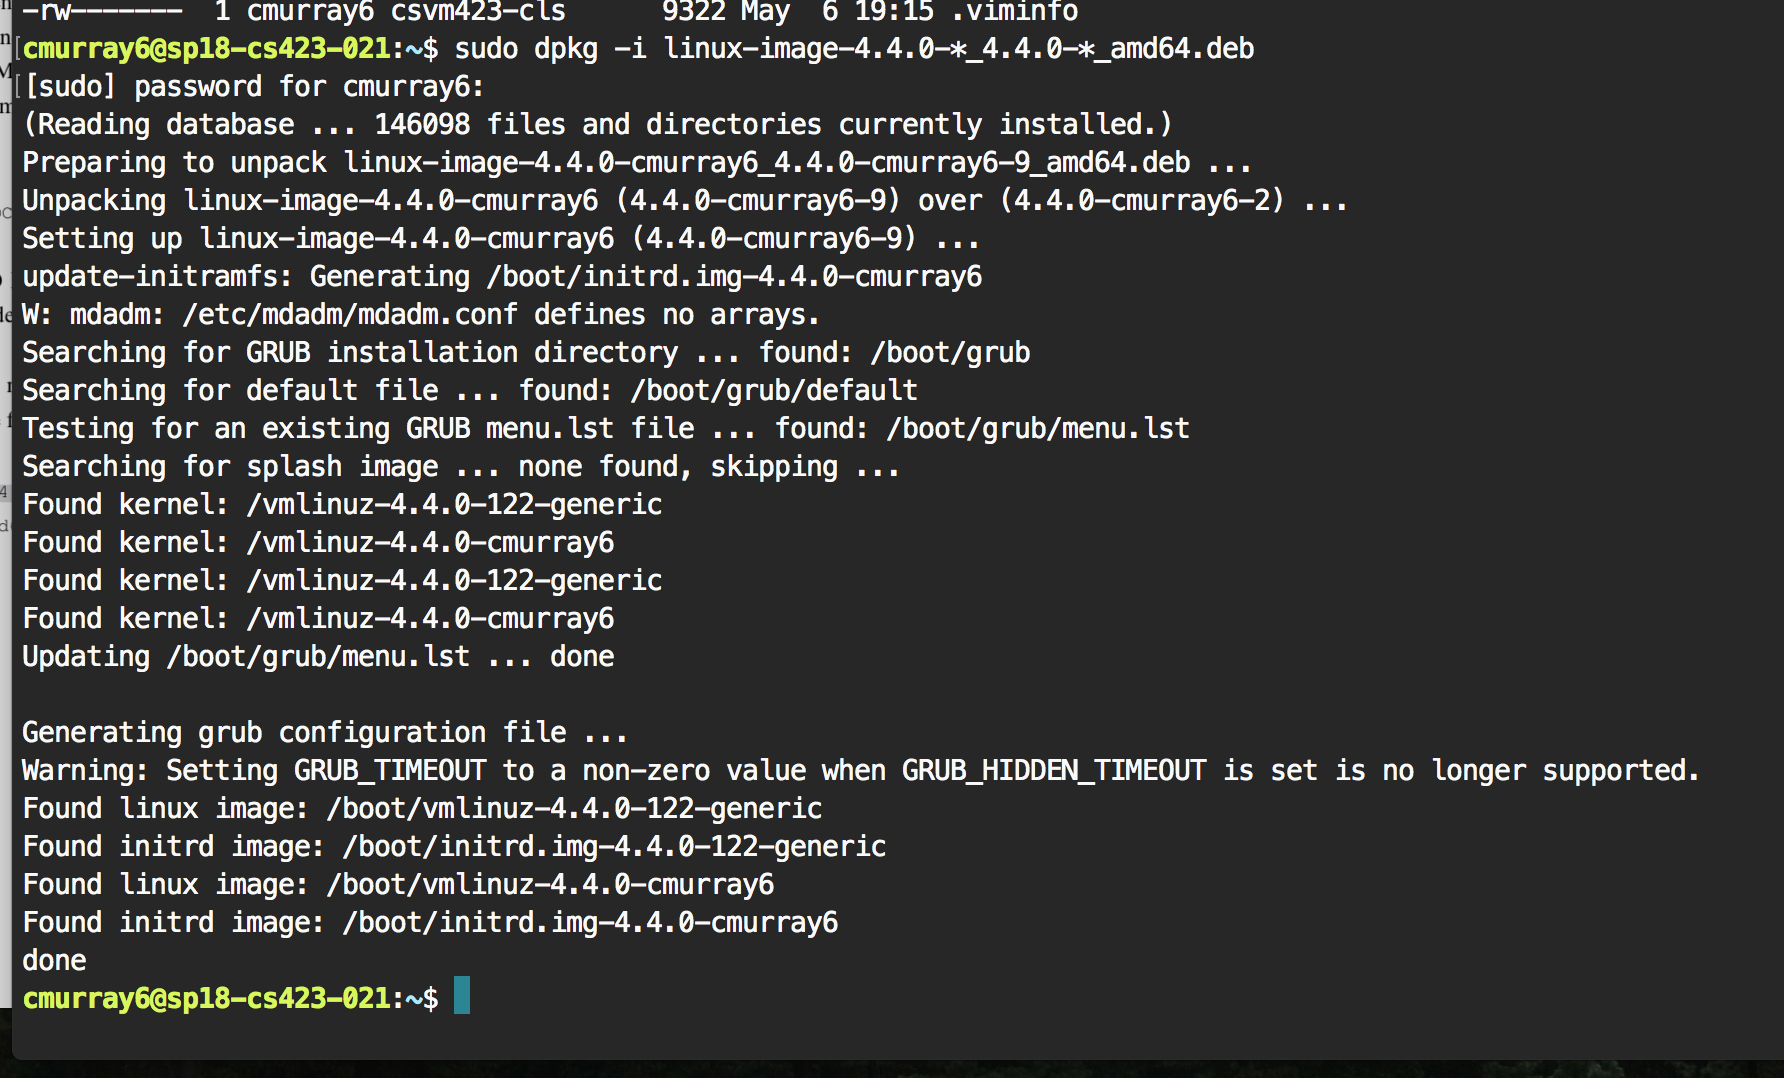 -rw-------  1 cmurray6 csvm423-cls      9322 May  6 19:15 .viminfo
[cmurray6@sp18-cs423-021:~$ sudo dpkg -i linux-image-4.4.0-*_4.4.0-*_amd64.deb
[[sudo] password for cmurray6:
(Reading database ... 146098 files and directories currently installed.)
Preparing to unpack linux-image-4.4.0-cmurray6_4.4.0-cmurray6-9_amd64.deb ...
Unpacking linux-image-4.4.0-cmurray6 (4.4.0-cmurray6-9) over (4.4.0-cmurray6-2) ...
Setting up linux-image-4.4.0-cmurray6 (4.4.0-cmurray6-9) ...
update-initramfs: Generating /boot/initrd.img-4.4.0-cmurray6
W: mdadm: /etc/mdadm/mdadm.conf defines no arrays.
Searching for GRUB installation directory ... found: /boot/grub
Searching for default file ... found: /boot/grub/default
Testing for an existing GRUB menu.lst file ... found: /boot/grub/menu.lst
Searching for splash image ... none found, skipping ...
Found kernel: /vmlinuz-4.4.0-122-generic
Found kernel: /vmlinuz-4.4.0-cmurray6
Found kernel: /vmlinuz-4.4.0-122-generic
Found kernel: /vmlinuz-4.4.0-cmurray6
Updating /boot/grub/menu.lst ... done

Generating grub configuration file ...
Warning: Setting GRUB_TIMEOUT to a non-zero value when GRUB_HIDDEN_TIMEOUT is set is no longer supported.
Found linux image: /boot/vmlinuz-4.4.0-122-generic
Found initrd image: /boot/initrd.img-4.4.0-122-generic
Found linux image: /boot/vmlinuz-4.4.0-cmurray6
Found initrd image: /boot/initrd.img-4.4.0-cmurray6
done
cmurray6@sp18-cs423-021:~$